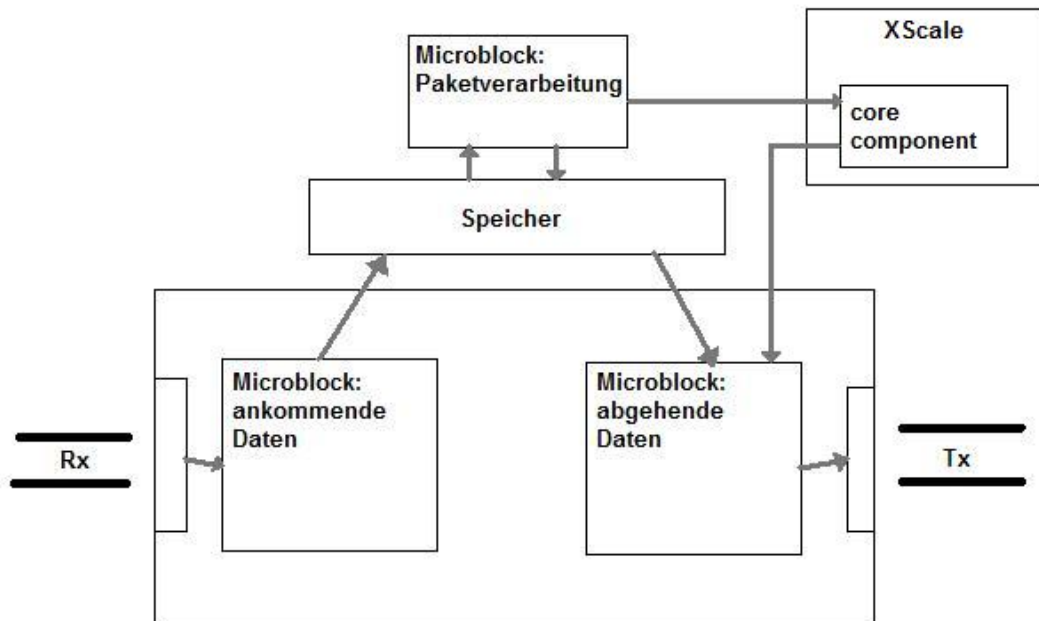 Microblock:
Paketverarbeitung
XScale
core
component
Speicher
Microblock:
ankommende
Daten
Microblock:
abgehende
Daten
Rx
Tx